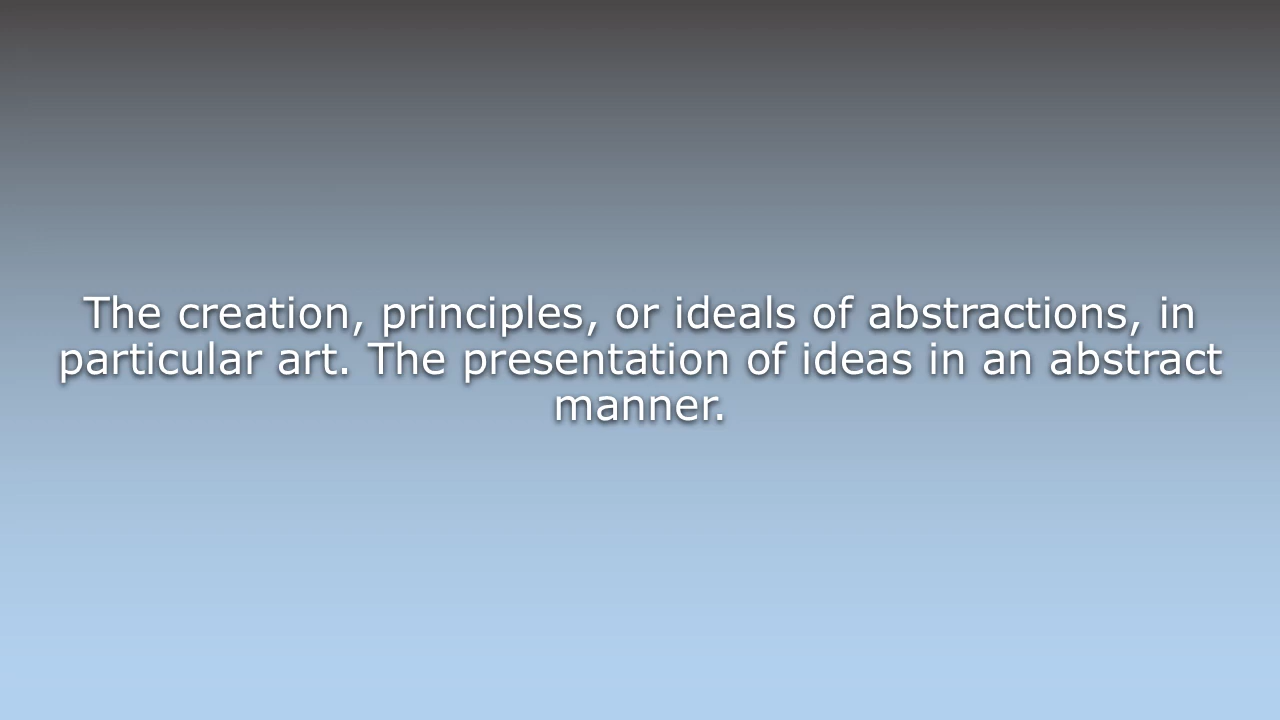 The creation, principles, or ideals of abstractions, in
particular art. The presentation of ideas in an abstract
manner.